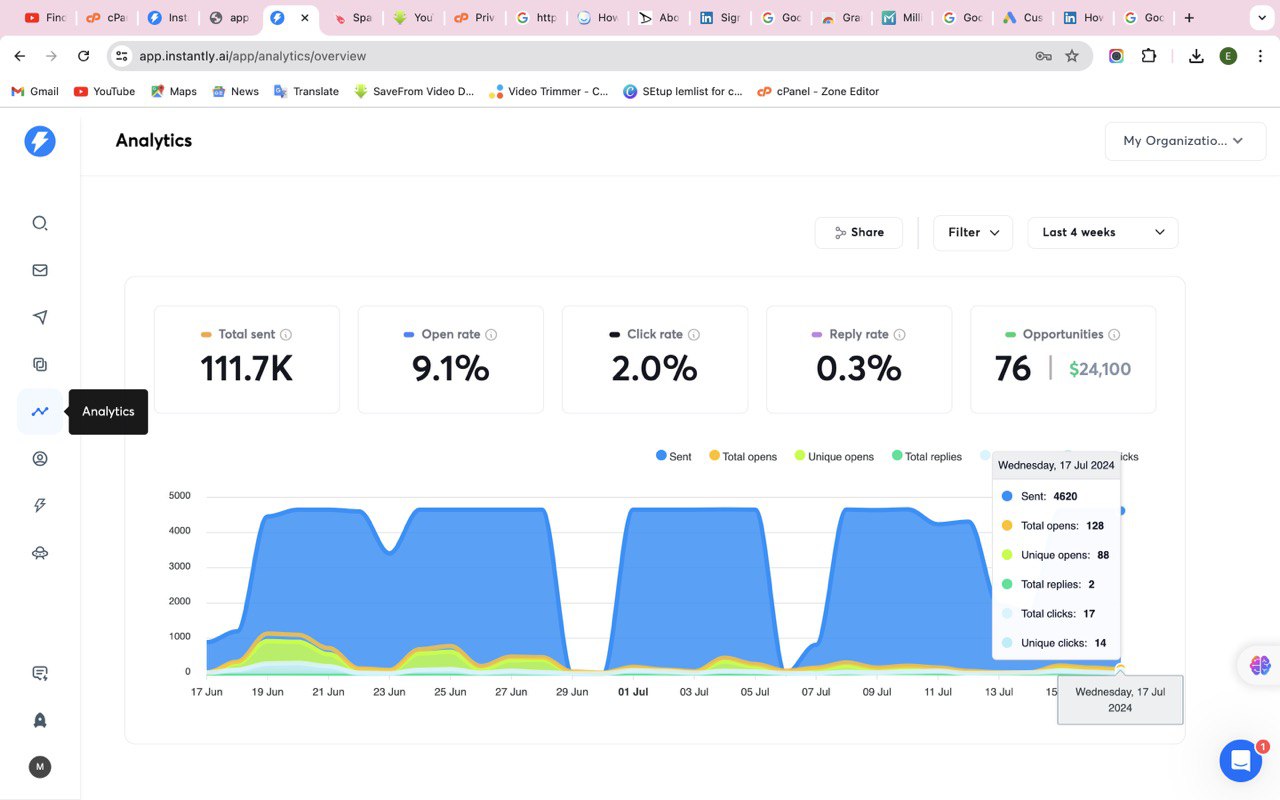 Finc
cPa
Inst
app
Spa
You
Priv
http
How
Abo
Sign
Goo
Gra
Milli
Goo
Cus
How
Goo
app.instantly.ai/app/analytics/overview
E
Gmail
YouTube
Maps
News
Translate
SaveFrom Video D...
Video Trimmer - C...
SEtup lemlist for c...
cPanel - Zone Editor
Analytics
My Organizatio...
Share
Filter
Last 4 weeks
Total sent
111.7K
Open rate
9.1%
Click rate
2.0%
Reply rate
0.3%
Opportunities
76 | $24,100
Analytics
Sent
Total opens
Unique opens
Total replies
icks
Wednesday, 17 Jul 2024
Sent: 4620
Total opens: 128
Unique opens: 88
Total replies: 2
Total clicks: 17
Unique clicks: 14
5000
4000
3000
2000
1000
0
17 Jun
19 Jun
21 Jun
23 Jun
25 Jun
27 Jun
29 Jun
01 Jul
03 Jul
05 Jul
07 Jul
09 Jul
11 Jul
13 Jul
15
Wednesday, 17 Jul
2024
M
1